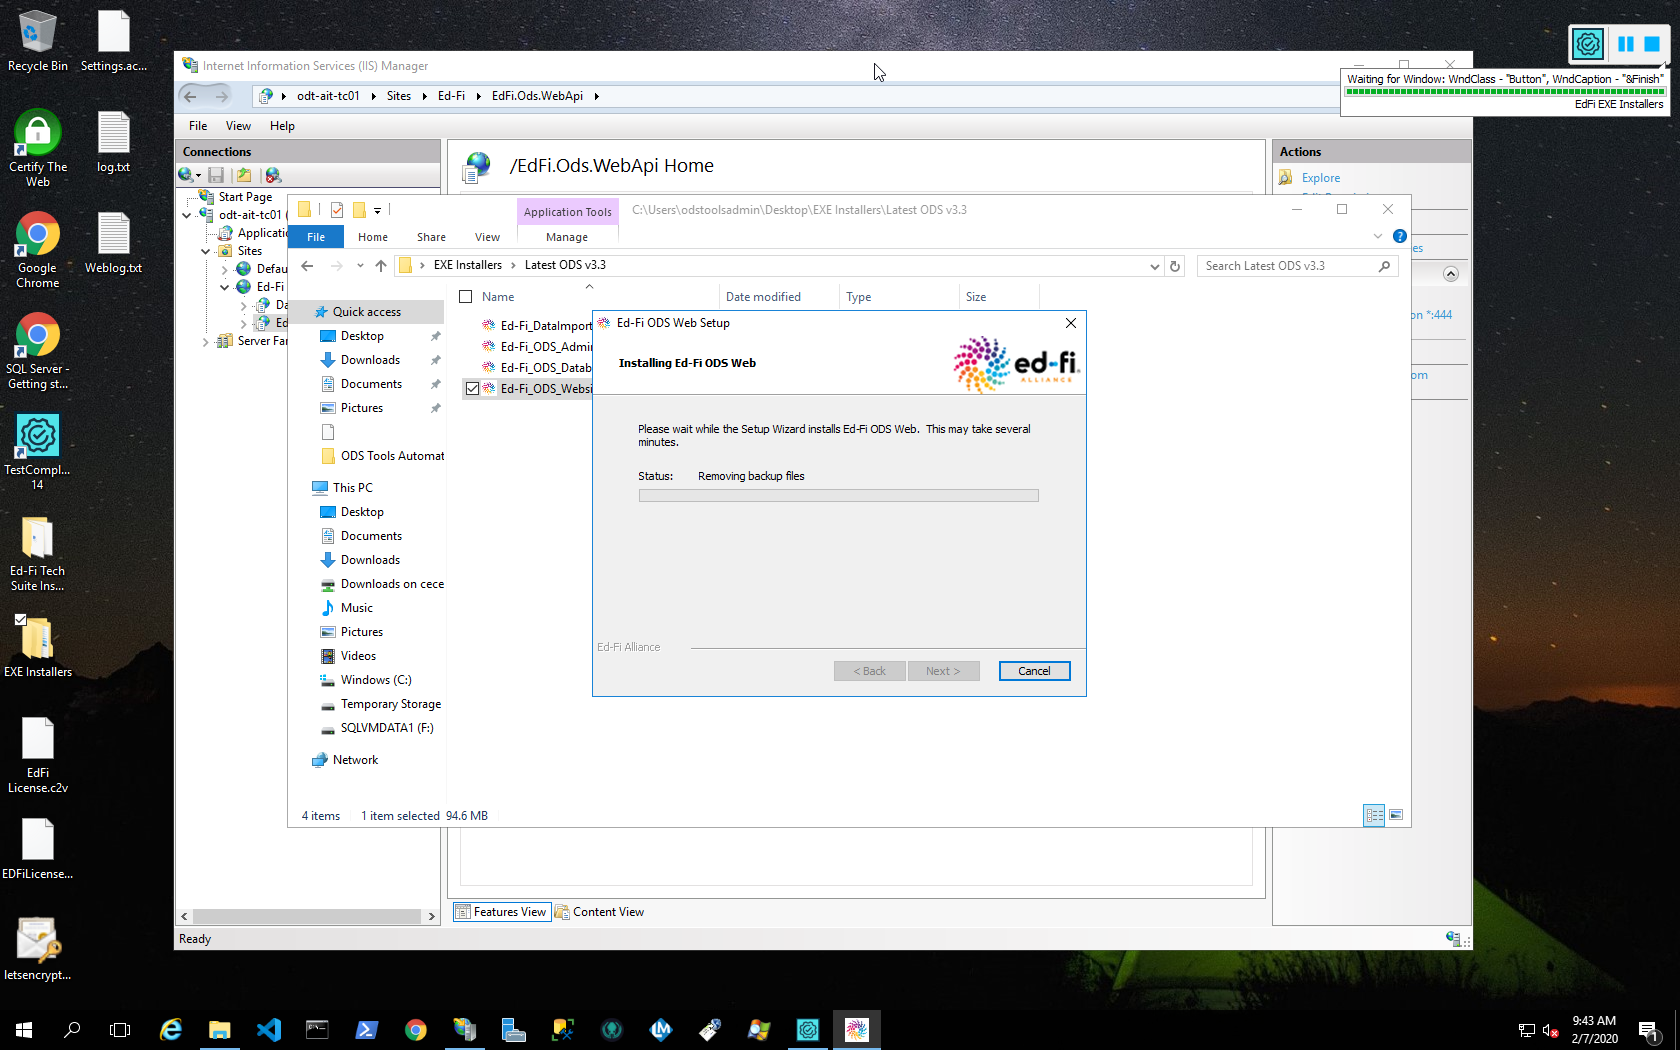 Recycle Bin
Settings.ac...
Certify The Web
log.txt
Google Chrome
Weblog.txt
SQL Server - Getting st...
TestCompl... 14
Ed-Fi Tech Suite Ins...
EXE Installers
EdFi License.c2v
EDFiLicense...
letsencrypt...
Internet Information Services (IIS) Manager
odt-ait-tc01 Sites Ed-Fi EdFi.Ods.WebApi
File View Help
Connections
Start Page
odt-ait-tc01 (
Applicatio
Sites
Defau
Ed-Fi
Da
Ed
Server Far
/EdFi.Ods.WebApi Home
Actions
Explore
es
on *:444
om
Features View Content View
Ready
Waiting for Window: WndClass - "Button", WndCaption - "&Finish"
EdFi EXE Installers
Application Tools
C:\Users\odstoolsadmin\Desktop\EXE Installers\Latest ODS v3.3
File Home Share View Manage
EXE Installers > Latest ODS v3.3
Search Latest ODS v3.3
Name Date modified Type Size
Quick access
Desktop
Downloads
Documents
Pictures
ODS Tools Automat
This PC
Desktop
Documents
Downloads
Downloads on cece
Music
Pictures
Videos
Windows (C:)
Temporary Storage
SQLVMDATA1 (F:)
Network
Ed-Fi_DataImport
Ed-Fi_ODS_Admin
Ed-Fi_ODS_Datab
Ed-Fi_ODS_Websi
4 items 1 item selected 94.6 MB
Ed-Fi ODS Web Setup
Installing Ed-Fi ODS Web
ed-fi.
ALLIANCE
Please wait while the Setup Wizard installs Ed-Fi ODS Web. This may take several
minutes.
Status: Removing backup files
Ed-Fi Alliance
< Back Next > Cancel
9:43 AM
2/7/2020
1